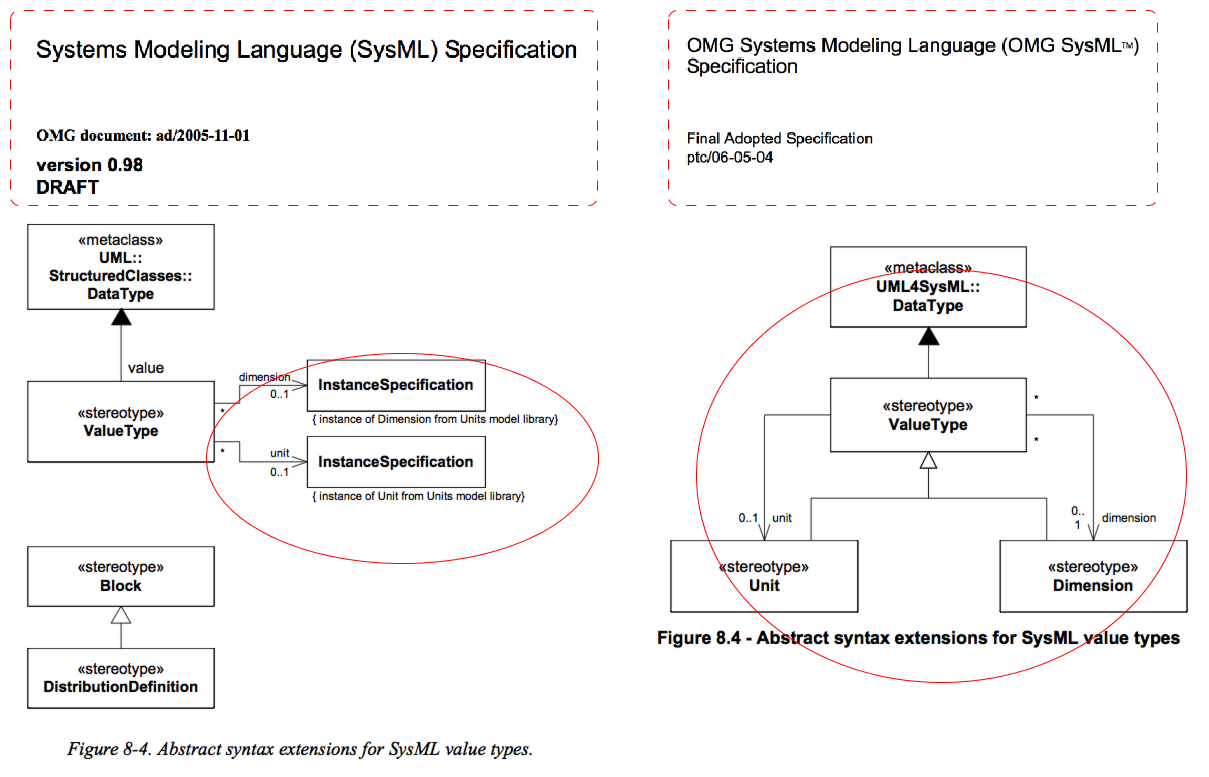 Systems Modeling Language (SysML) Specification
OMG document: ad/2005-11-01
version 0.98
DRAFT
«metaclass»
UML::
StructuredClasses::
DataType
value
«stereotype»
ValueType
*
*
dimension
0..1
InstanceSpecification
{ instance of Dimension from Units model library}
unit
0..1
InstanceSpecification
{ instance of Unit from Units model library}
«stereotype»
Block
«stereotype»
DistributionDefinition
Figure 8-4. Abstract syntax extensions for SysML value types.
OMG Systems Modeling Language (OMG SysML™)
Specification
Final Adopted Specification
ptc/06-05-04
«metaclass»
UML4SysML::
DataType
«stereotype»
ValueType
*
*
0..1 unit
0..
1 dimension
«stereotype»
Unit
«stereotype»
Dimension
Figure 8.4 - Abstract syntax extensions for SysML value types